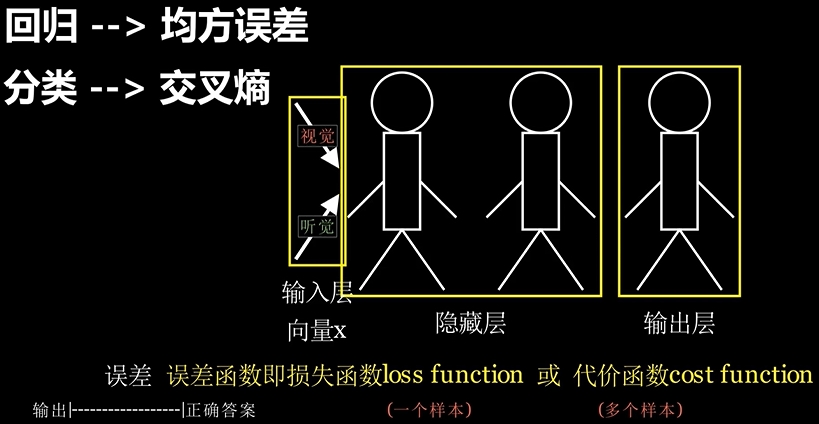 回归 --> 均方误差
分类 --> 交叉熵
视觉
听觉
输入层
向量x
隐藏层
输出层
误差 误差函数即损失函数loss function 或 代价函数cost function
输出|------------------|正确答案 (一个样本) (多个样本)